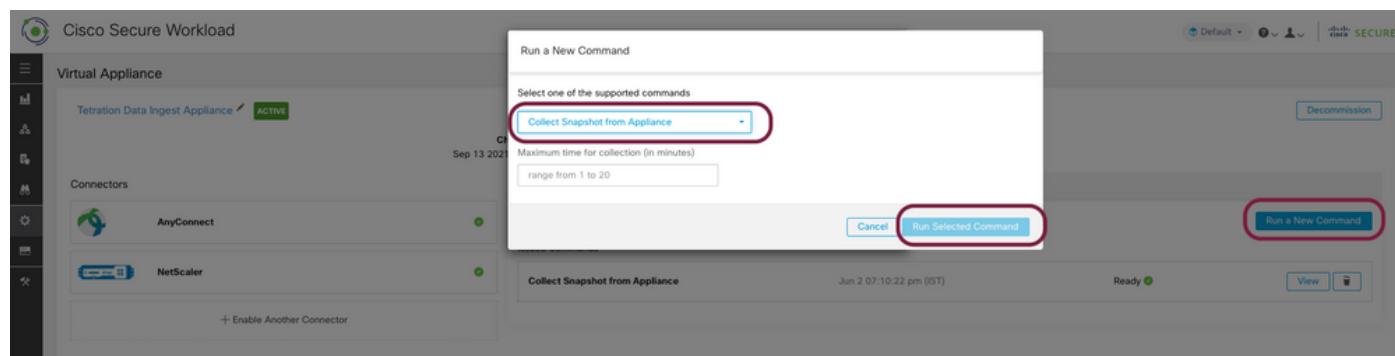 Cisco Secure Workload
Default
CISCO SECURE
Virtual Appliance
Tetration Data Ingest Appliance ACTIVE
Decommission
Sep 13 2021
Connectors
AnyConnect
NetScaler
+ Enable Another Connector
Run a New Command
Select one of the supported commands
Collect Snapshot from Appliance
Maximum time for collection (in minutes)
range from 1 to 20
Cancel Run Selected Command
Run a New Command
Collect Snapshot from Appliance Jun 2 07:10:22 pm (IST) Ready View